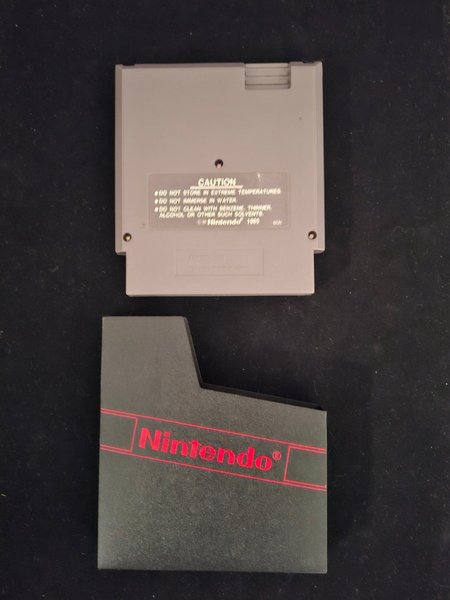 CAUTION
●DO NOT STORE IN EXTREME TEMPERATURES.
●DO NOT IMMERSE IN WATER.
●DO NOT CLEAN WITH BENZENE, THINNER,
ALCOHOL OR OTHER SUCH SOLVENTS.
Nintendo® 1989
Nintendo®